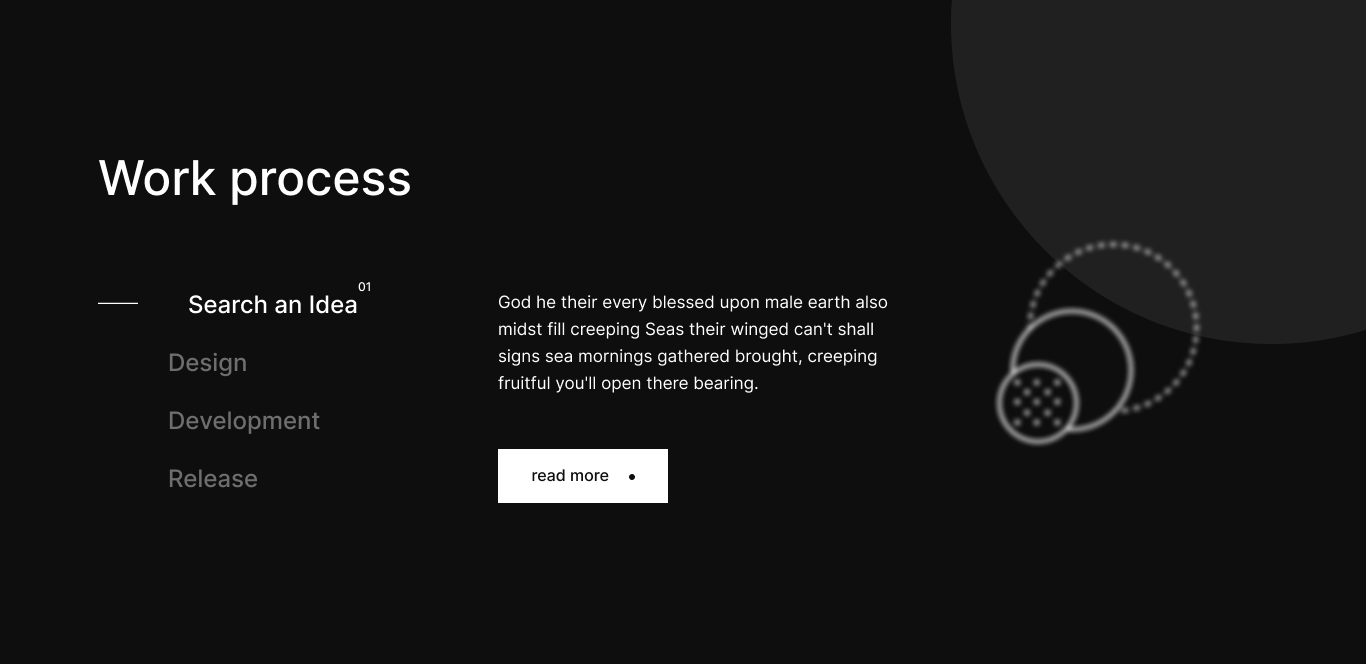 Work process
Search an Idea 01
Design
Development
Release
God he their every blessed upon male earth also
midst fill creeping Seas their winged can't shall
signs sea mornings gathered brought, creeping
fruitful you'll open there bearing.
read more